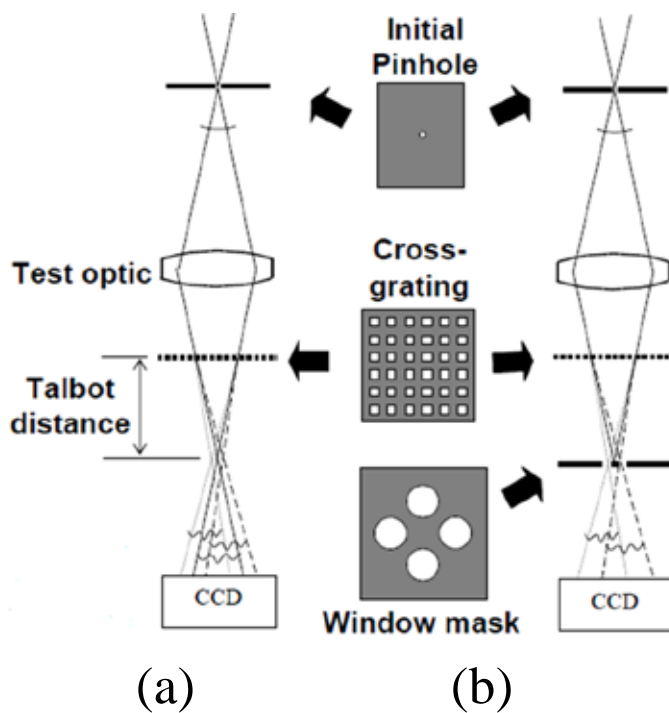 Initial
Pinhole
Test optic
Cross-
grating
Talbot
distance
CCD
Window mask
CCD
(a)
(b)